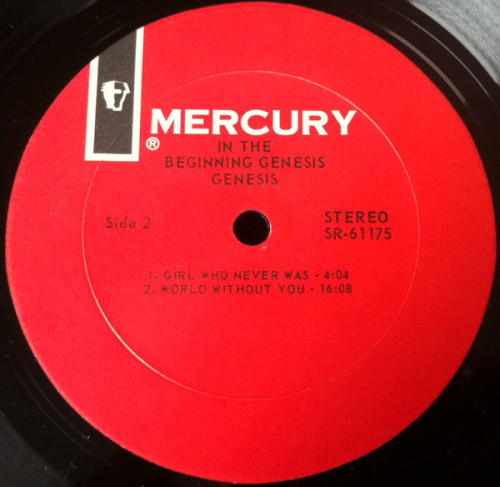 MERCURY
®
IN THE
BEGINNING GENESIS
GENESIS
Side 2
STEREO
SR-61175
1. GIRL WHO NEVER WAS - 4:04
2. WORLD WITHOUT YOU - 16:08